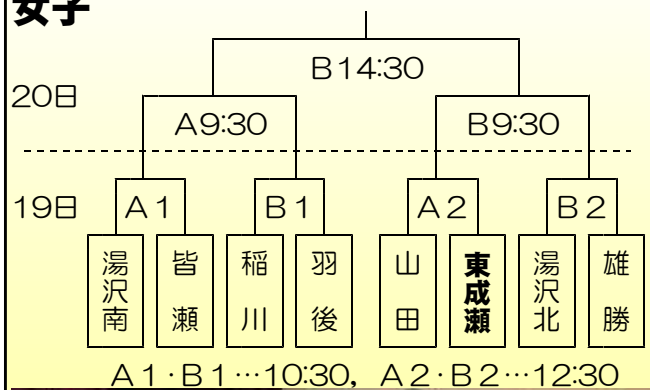 女子
B14:30
20日
A9:30 B9:30
19日 A1 B1 A2 B2
湯沢南 皆瀬 稲川 羽後 山田 東成瀬 湯沢北 雄勝
A1・B1…10:30, A2・B2…12:30